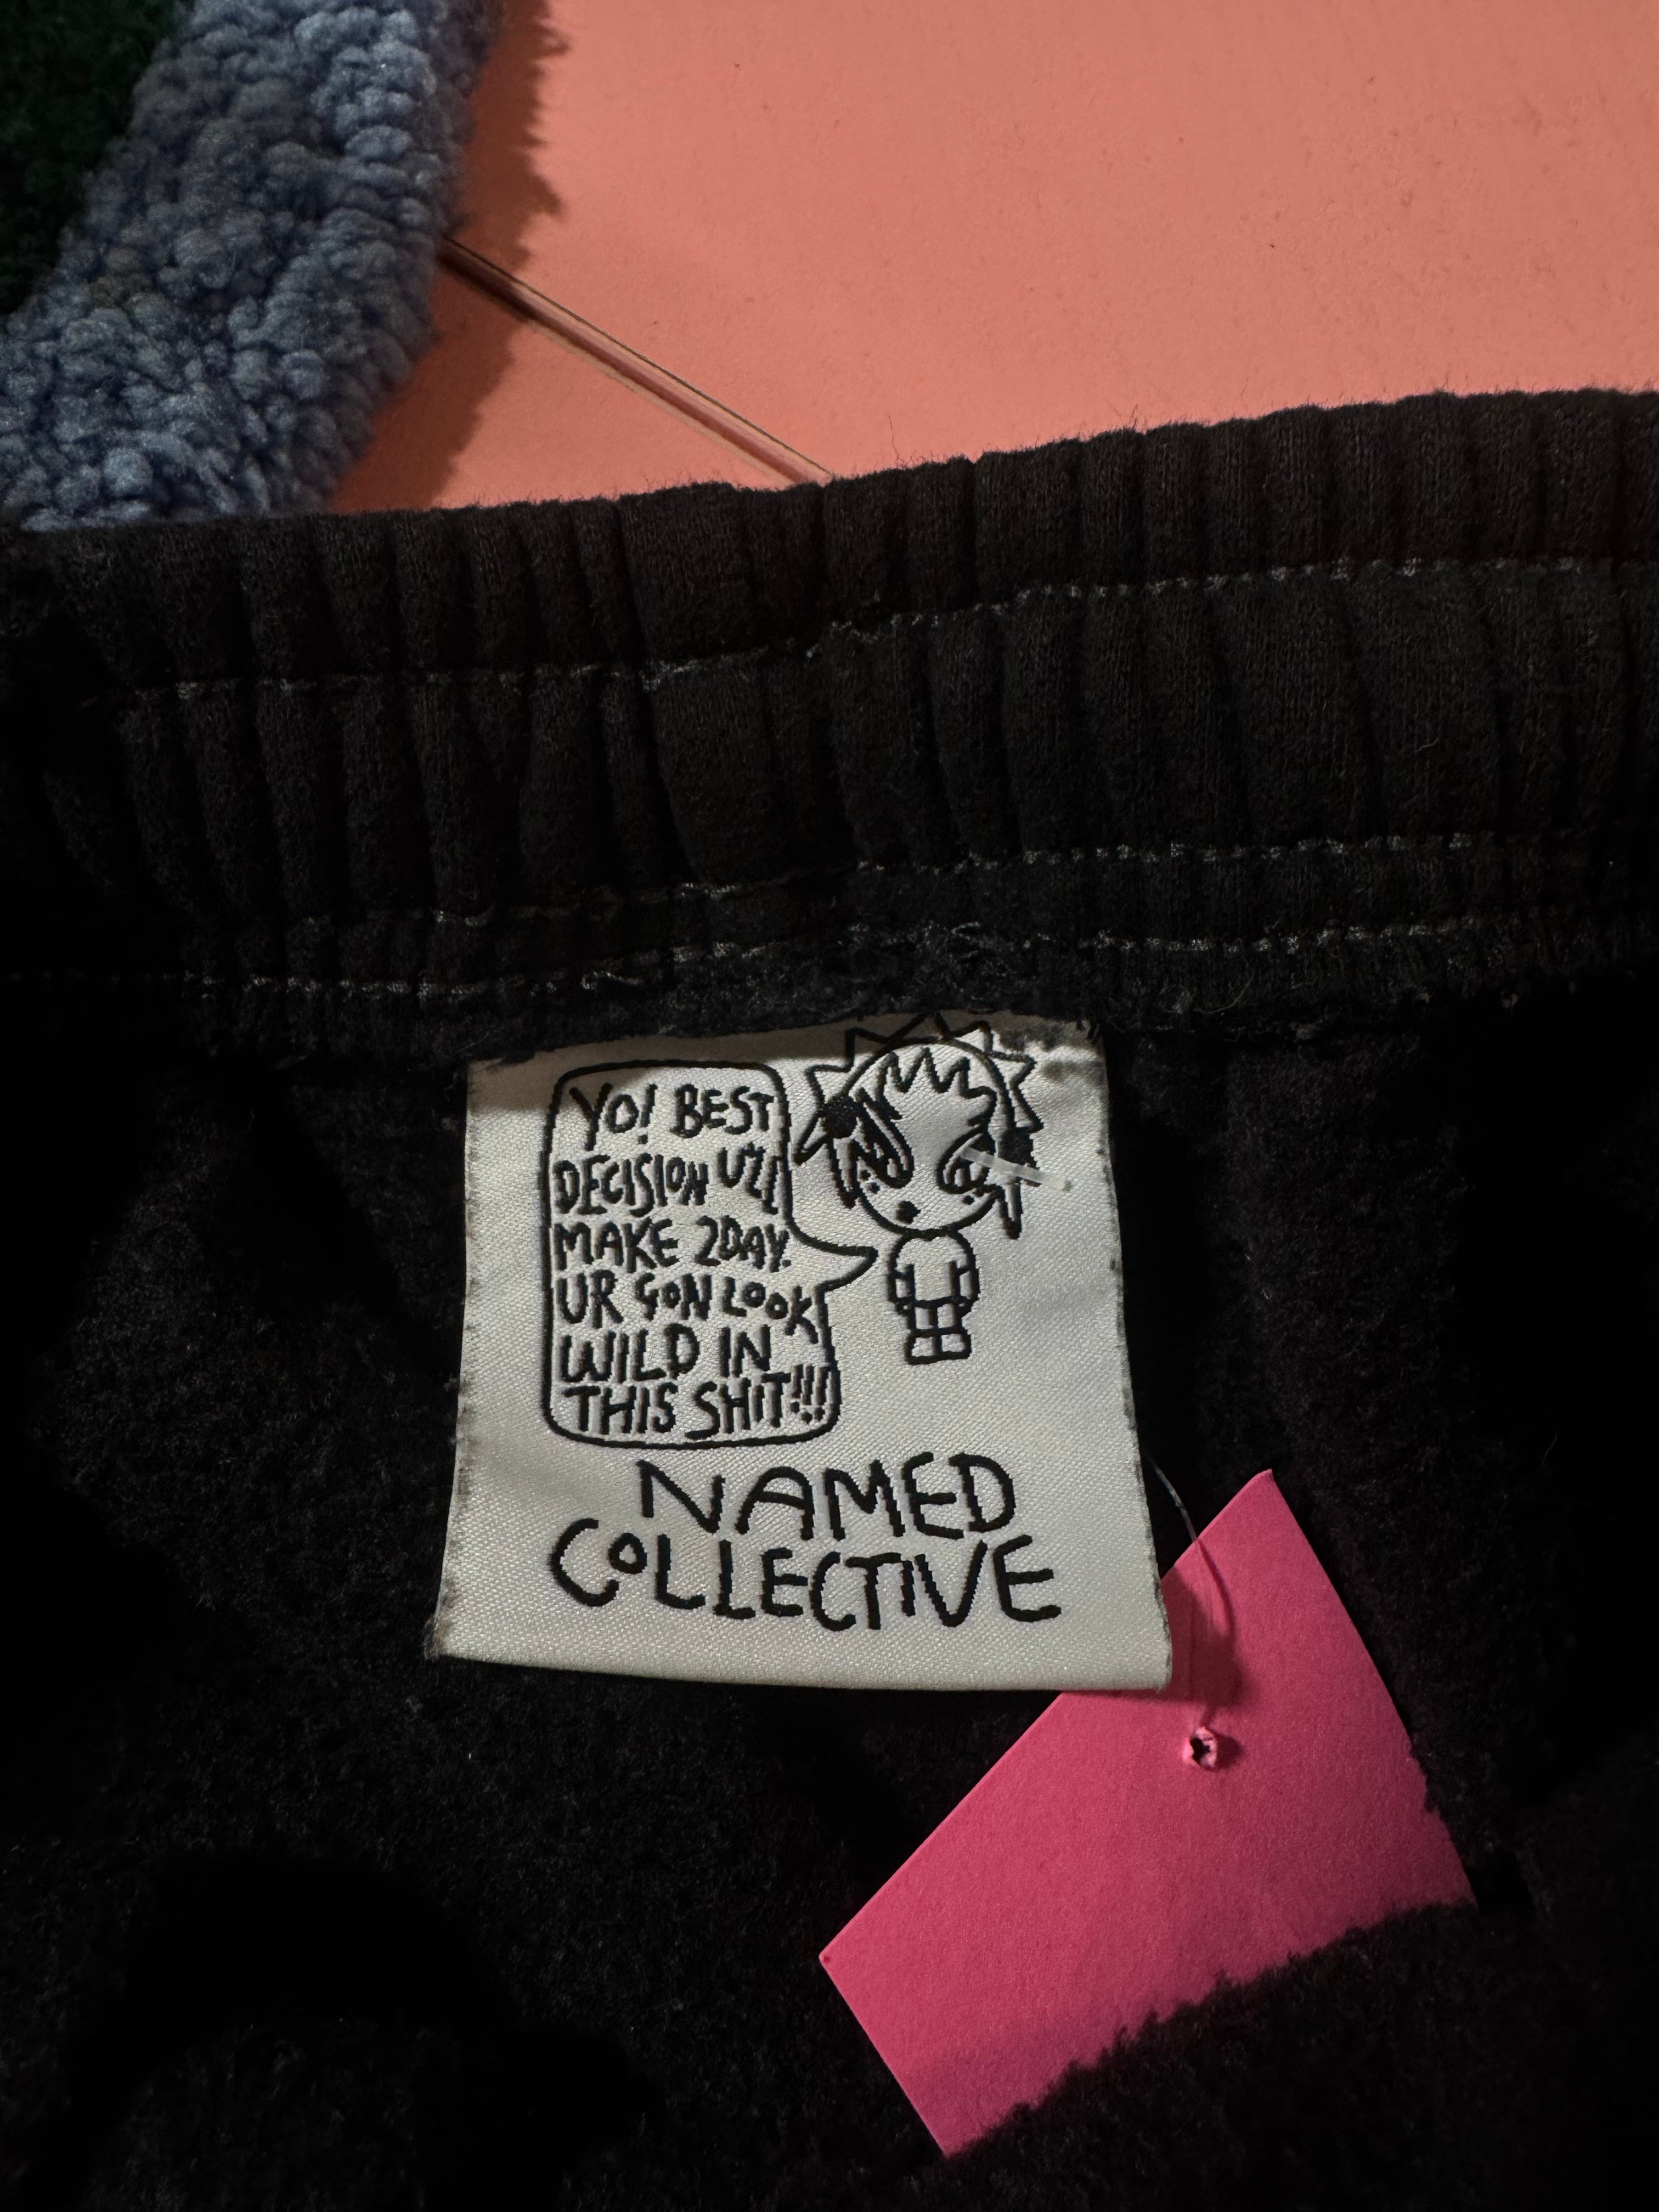 YO! BEST
DECISION U'LL
MAKE 2DAY.
UR GON LOOK
WILD IN
THIS SHIT!!!
NAMED
COLLECTIVE